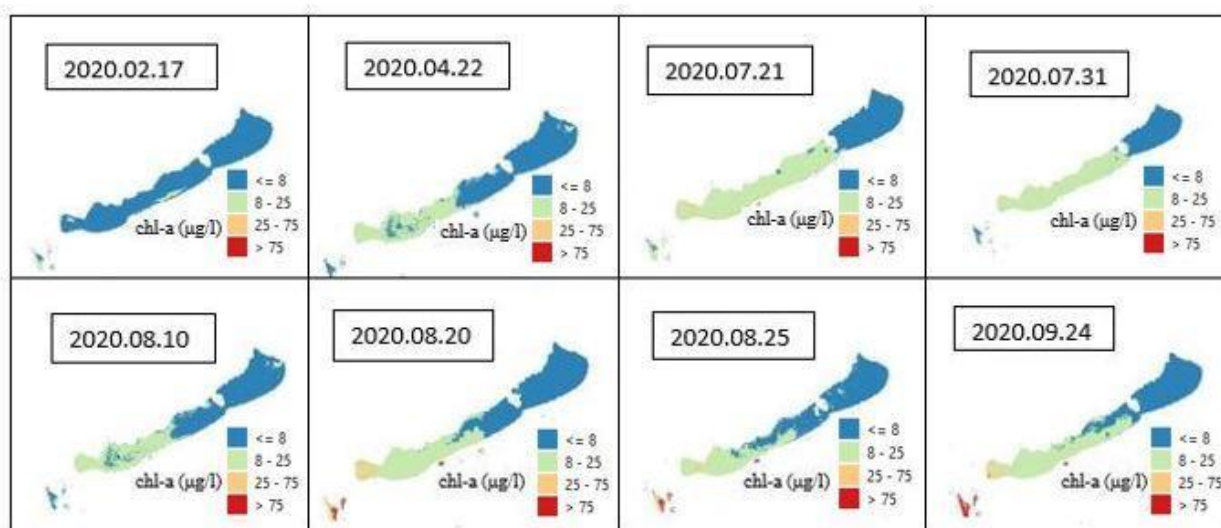 2020.02.17
<= 8
8 - 25
chl-a (µg/l)
25 - 75
> 75
2020.04.22
<= 8
8 - 25
chl-a (µg/l)
25 - 75
> 75
2020.07.21
<= 8
8 - 25
chl-a (µg/l)
25 - 75
> 75
2020.07.31
<= 8
8 - 25
chl-a (µg/l)
25 - 75
> 75
2020.08.10
<= 8
8 - 25
chl-a (µg/l)
25 - 75
> 75
2020.08.20
<= 8
8 - 25
chl-a (µg/l)
25 - 75
> 75
2020.08.25
<= 8
8 - 25
chl-a (µg/l)
25 - 75
> 75
2020.09.24
<= 8
8 - 25
chl-a (µg/l)
25 - 75
> 75